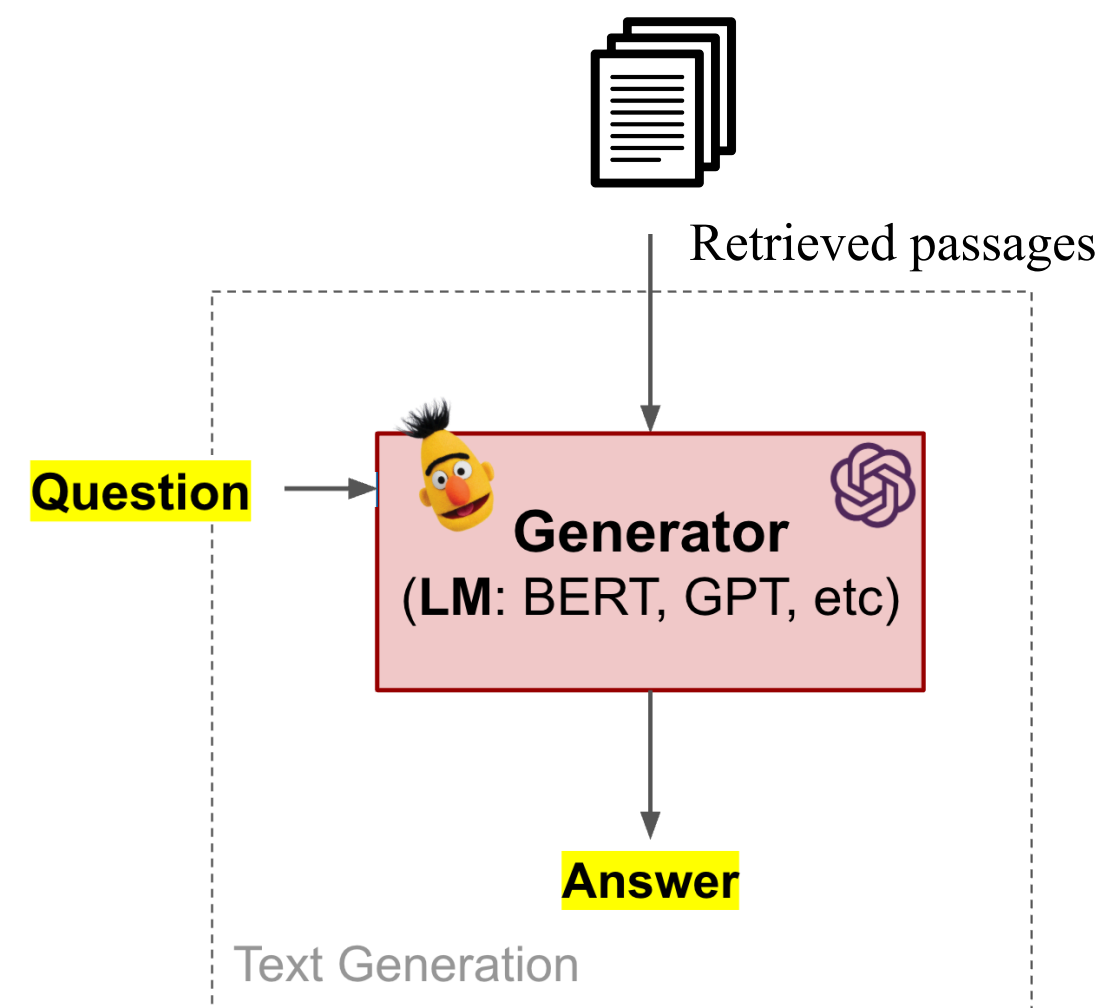 Retrieved passages
Question
Generator
(LM: BERT, GPT, etc)
Answer
Text Generation